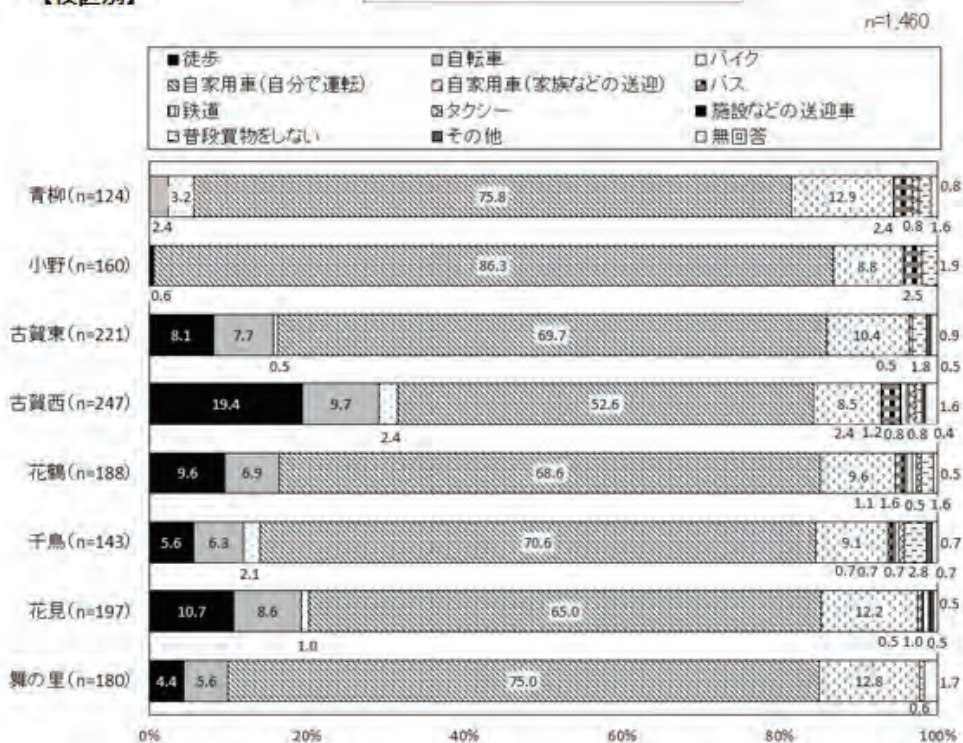 【校区別】
n=1,460
■徒歩 □自転車 □バイク
自家用車(自分で運転) 自家用車(家族などの送迎) バス
鉄道 タクシー ■施設などの送迎車
普段買物をしない ■その他 □無回答
青柳(n=124) 3.2 75.8 12.9 0.8
2.4 2.4 0.8 1.6
小野(n=160) 86.3 8.8 1.9
0.6 2.5
古賀東(n=221) 8.1 7.7 69.7 10.4 0.9
0.5 0.5 1.8 0.5
古賀西(n=247) 19.4 9.7 52.6 8.5 1.6
2.4 2.4 1.2 0.8 0.8 0.4
花鶴(n=188) 9.6 6.9 68.6 9.6 0.5
1.1 1.6 0.5 1.6
千鳥(n=143) 5.6 6.3 70.6 9.1 0.7
2.1 0.7 0.7 0.7 2.8 0.7
花見(n=197) 10.7 8.6 65.0 12.2 0.5
1.0 0.5 1.0 0.5
舞の里(n=180) 4.4 5.6 75.0 12.8 1.7
0.6
0% 20% 40% 60% 80% 100%